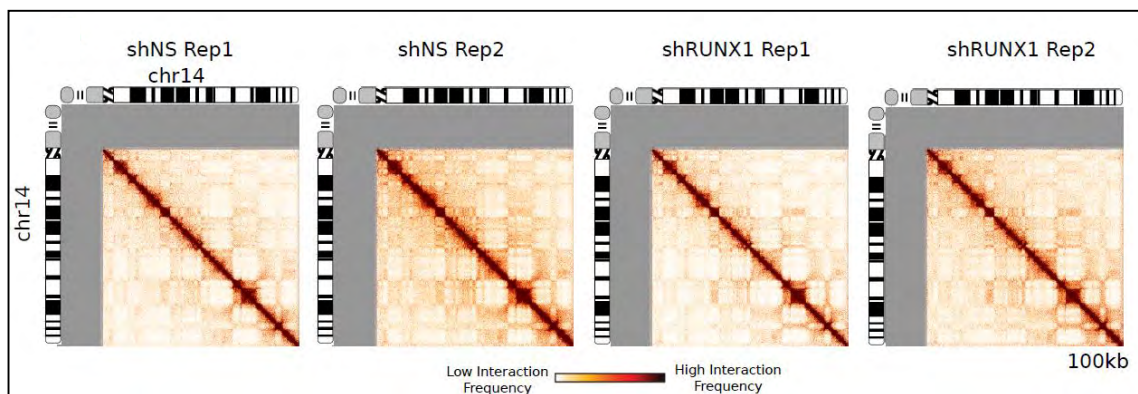 shNS Rep1
chr14
shNS Rep2
shRUNX1 Rep1
shRUNX1 Rep2
chr14
Low Interaction
Frequency
High Interaction
Frequency
100kb